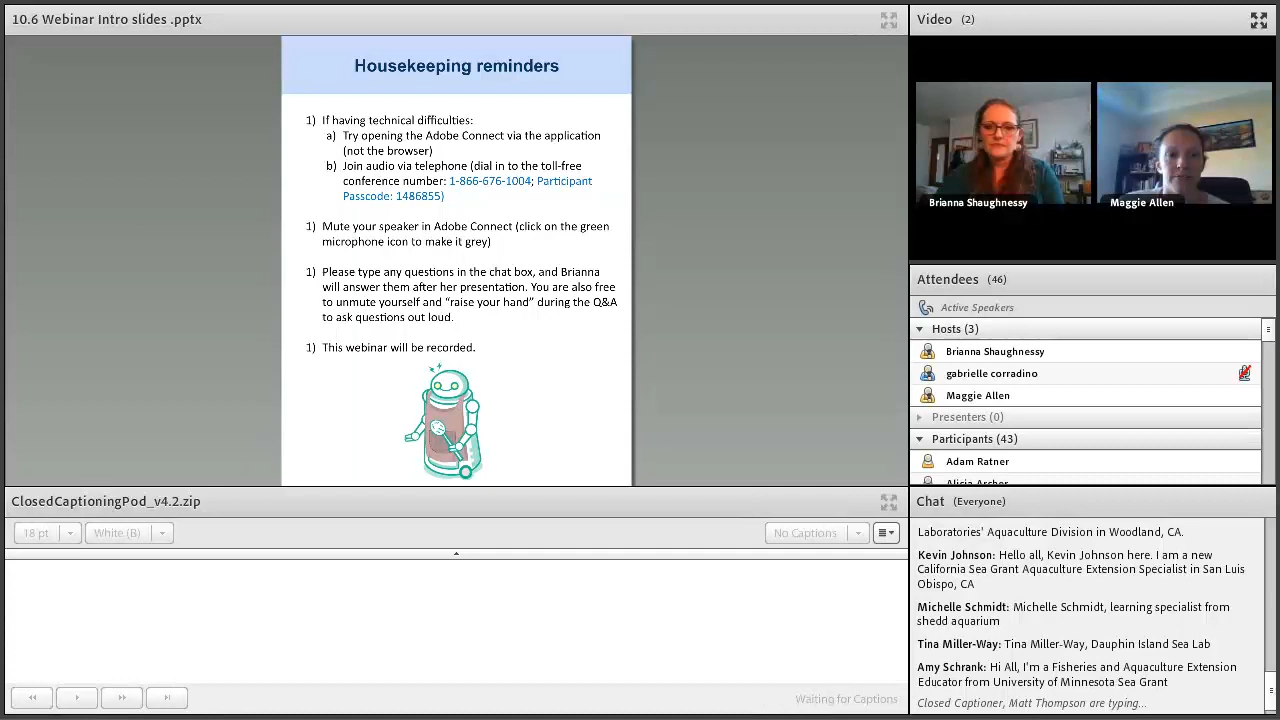 10.6 Webinar Intro slides .pptx
Housekeeping reminders
1) If having technical difficulties:
a) Try opening the Adobe Connect via the application
(not the browser)
b) Join audio via telephone (dial in to the toll-free
conference number: 1-866-676-1004; Participant
Passcode: 1486855)
1) Mute your speaker in Adobe Connect (click on the green
microphone icon to make it grey)
1) Please type any questions in the chat box, and Brianna
will answer them after her presentation. You are also free
to unmute yourself and “raise your hand” during the Q&A
to ask questions out loud.
1) This webinar will be recorded.
ClosedCaptioningPod_v4.2.zip
18 pt
White (B)
No Captions
Waiting for Captions
Video (2)
Brianna Shaughnessy
Maggie Allen
Attendees (46)
Active Speakers
Hosts (3)
Brianna Shaughnessy
gabrielle corradino
Maggie Allen
Presenters (0)
Participants (43)
Adam Ratner
Alicia Archer
Chat (Everyone)
Laboratories' Aquaculture Division in Woodland, CA.
Kevin Johnson: Hello all, Kevin Johnson here. I am a new
California Sea Grant Aquaculture Extension Specialist in San Luis
Obispo, CA
Michelle Schmidt: Michelle Schmidt, learning specialist from
shedd aquarium
Tina Miller-Way: Tina Miller-Way, Dauphin Island Sea Lab
Amy Schrank: Hi All, I'm a Fisheries and Aquaculture Extension
Educator from University of Minnesota Sea Grant
Closed Captioner, Matt Thompson are typing...